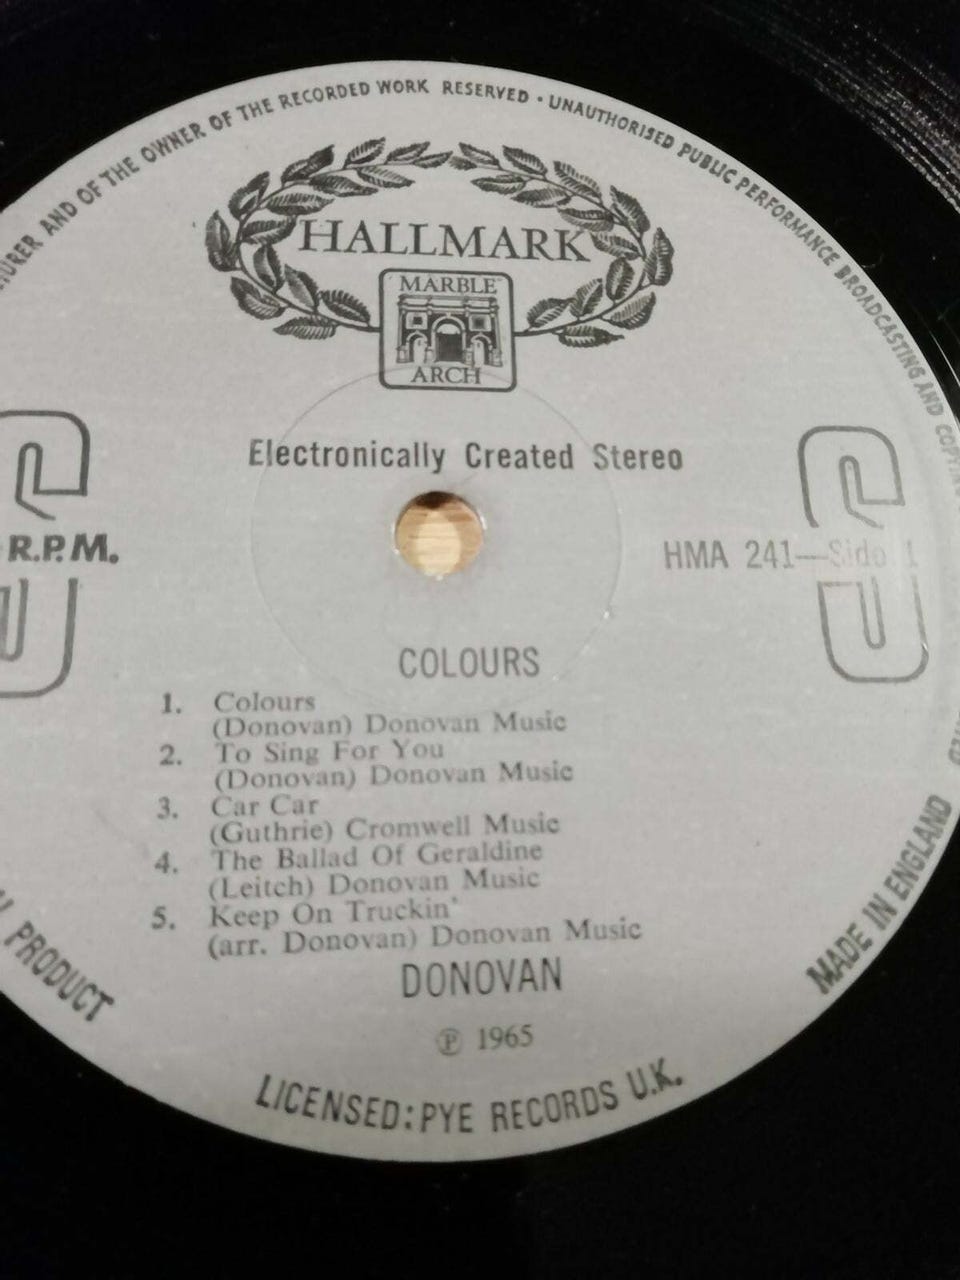 AND OF THE OWNER OF THE RECORDED WORK RESERVED • UNAUTHORISED PUBLIC PERFORMANCE BROADCASTING AND
HALLMARK
MARBLE
ARCH
Electronically Created Stereo
S
S
R.P.M.
HMA 241—Side 1
COLOURS
1. Colours
(Donovan) Donovan Music
2. To Sing For You
(Donovan) Donovan Music
3. Car Car
(Guthrie) Cromwell Music
4. The Ballad Of Geraldine
(Leitch) Donovan Music
5. Keep On Truckin'
(arr. Donovan) Donovan Music
DONOVAN
℗ 1965
PRODUCT
LICENSED: PYE RECORDS U.K.
MADE IN ENGLAND